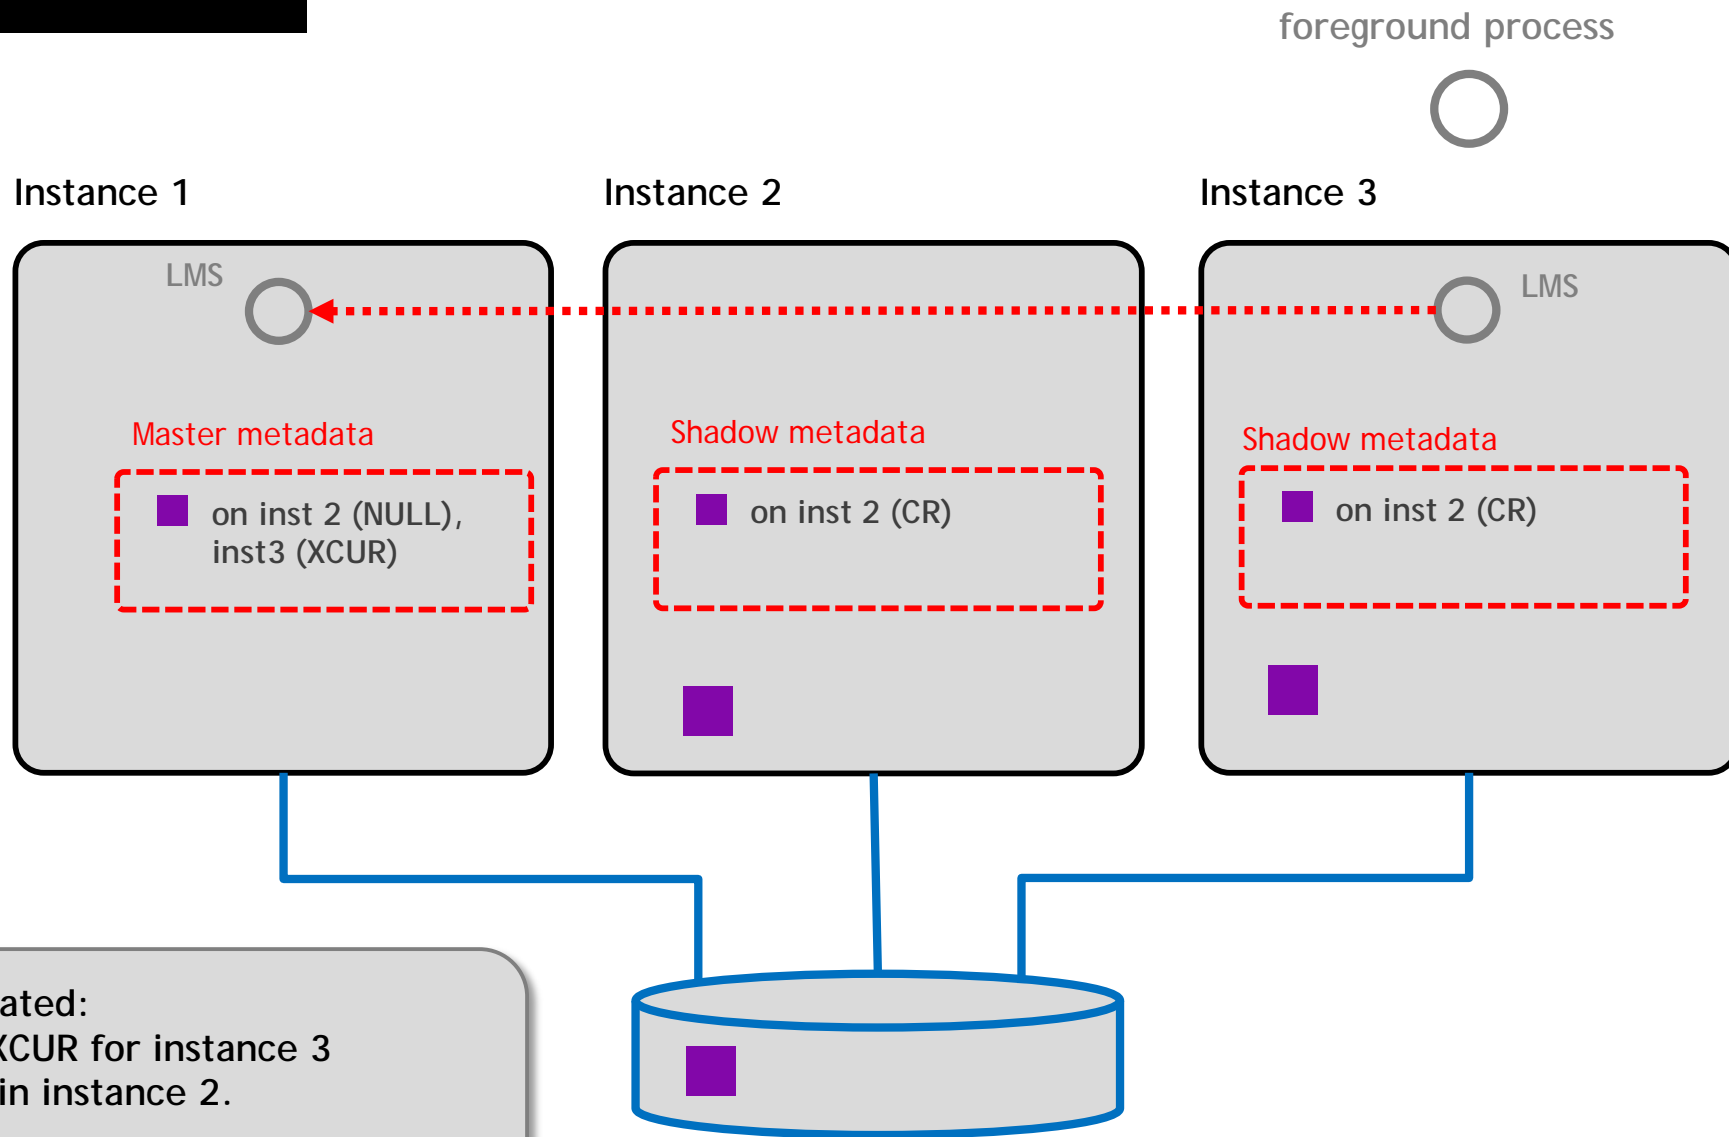 foreground process
Instance 1
Instance 2
Instance 3
LMS
LMS
Master metadata
Shadow metadata
Shadow metadata
on inst 2 (NULL),
inst3 (XCUR)
on inst 2 (CR)
on inst 2 (CR)
ated:
XCUR for instance 3
in instance 2.